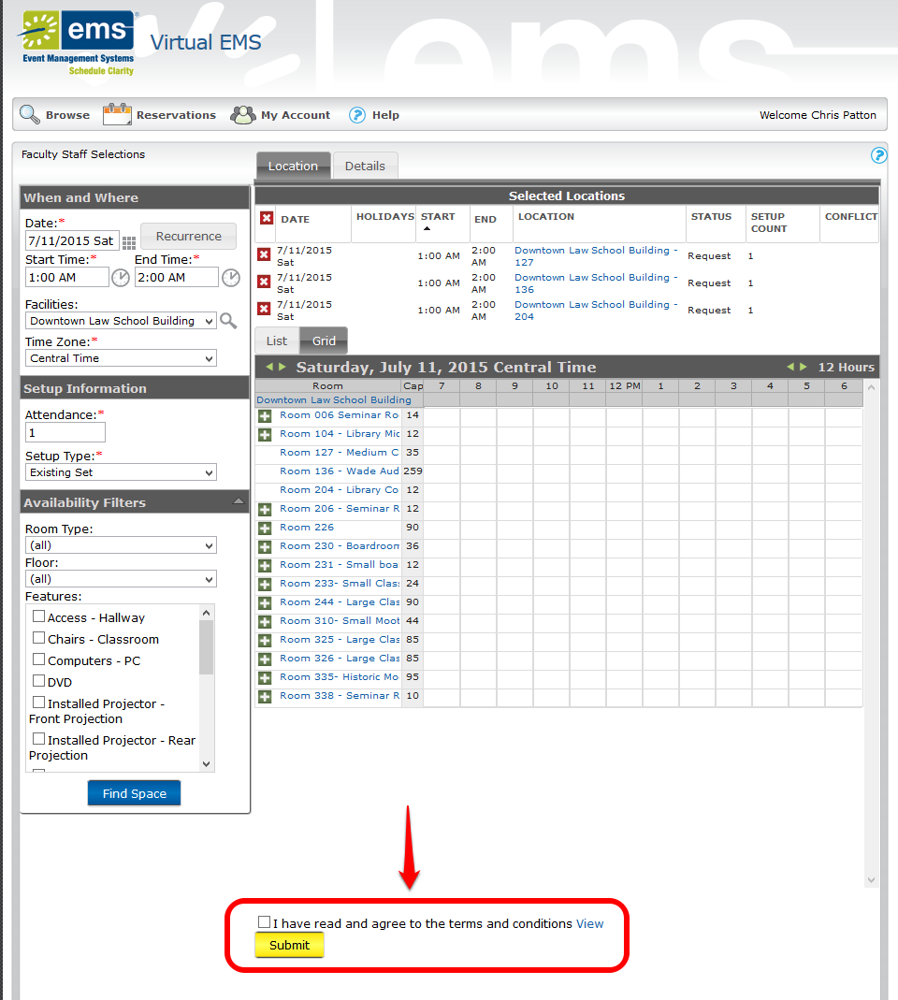 ems
Event Management Systems
Schedule Clarity
Virtual EMS
Browse Reservations My Account ? Help Welcome Chris Patton
Faculty Staff Selections
?
Location Details
When and Where
Date:*
7/11/2015 Sat Recurrence
Start Time:* End Time:*
1:00 AM 2:00 AM
Facilities:
Downtown Law School Building
Time Zone:*
Central Time
Setup Information
Attendance:*
1
Setup Type:*
Existing Set
Availability Filters
Room Type:
(all)
Floor:
(all)
Features:
Access - Hallway
Chairs - Classroom
Computers - PC
DVD
Installed Projector -
Front Projection
Installed Projector - Rear
Projection
Find Space
Selected Locations
DATE HOLIDAYS START END LOCATION STATUS SETUP COUNT CONFLICT
7/11/2015 Sat 1:00 AM 2:00 AM Downtown Law School Building - 127 Request 1
7/11/2015 Sat 1:00 AM 2:00 AM Downtown Law School Building - 136 Request 1
7/11/2015 Sat 1:00 AM 2:00 AM Downtown Law School Building - 204 Request 1
List Grid
Saturday, July 11, 2015 Central Time 12 Hours
Room Cap 7 8 9 10 11 12 PM 1 2 3 4 5 6
Downtown Law School Building
Room 006 Seminar Ro 14
Room 104 - Library Mic 12
Room 127 - Medium C 35
Room 136 - Wade Aud 259
Room 204 - Library Co 12
Room 206 - Seminar R 12
Room 226 90
Room 230 - Boardroom 36
Room 231 - Small boa 12
Room 233- Small Clas 24
Room 244 - Large Clas 90
Room 310- Small Moot 44
Room 325 - Large Clas 85
Room 326 - Large Clas 85
Room 335- Historic Mo 95
Room 338 - Seminar R 10
I have read and agree to the terms and conditions View
Submit